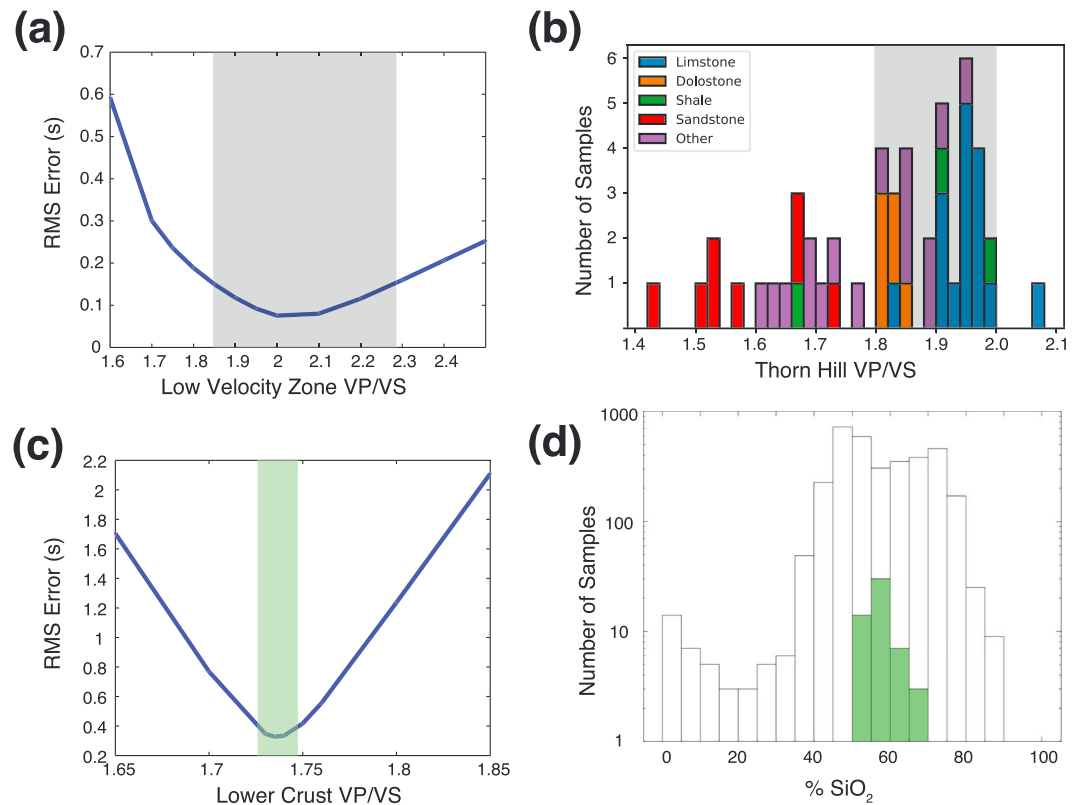 (a)
0.7
0.6
0.5
0.4
0.3
0.2
0.1
0
RMS Error (s)
1.6 1.7 1.8 1.9 2 2.1 2.2 2.3 2.4
Low Velocity Zone VP/VS
(b)
6
5
4
3
2
1
Number of Samples
Limstone
Dolostone
Shale
Sandstone
Other
1.4 1.5 1.6 1.7 1.8 1.9 2.0 2.1
Thorn Hill VP/VS
(c)
2.2
2
1.8
1.6
1.4
1.2
1
0.8
0.6
0.4
0.2
RMS Error (s)
1.65 1.7 1.75 1.8 1.85
Lower Crust VP/VS
(d)
1000
100
10
1
Number of Samples
0 20 40 60 80 100
% SiO₂